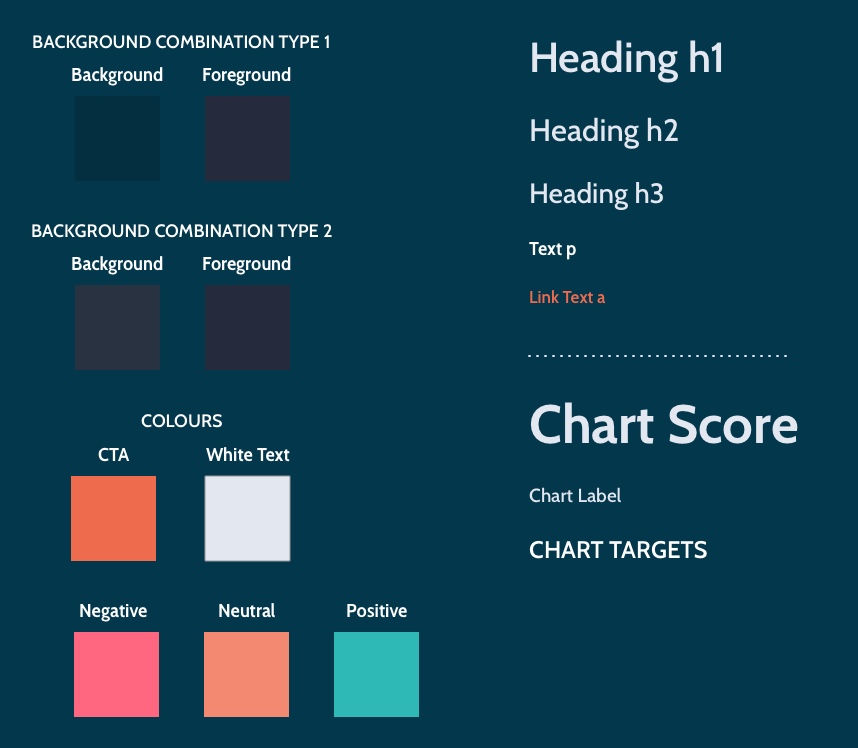 BACKGROUND COMBINATION TYPE 1
Background
Foreground
BACKGROUND COMBINATION TYPE 2
Background
Foreground
COLOURS
CTA
White Text
Negative
Neutral
Positive
Heading h1
Heading h2
Heading h3
Text p
Link Text a
Chart Score
Chart Label
CHART TARGETS